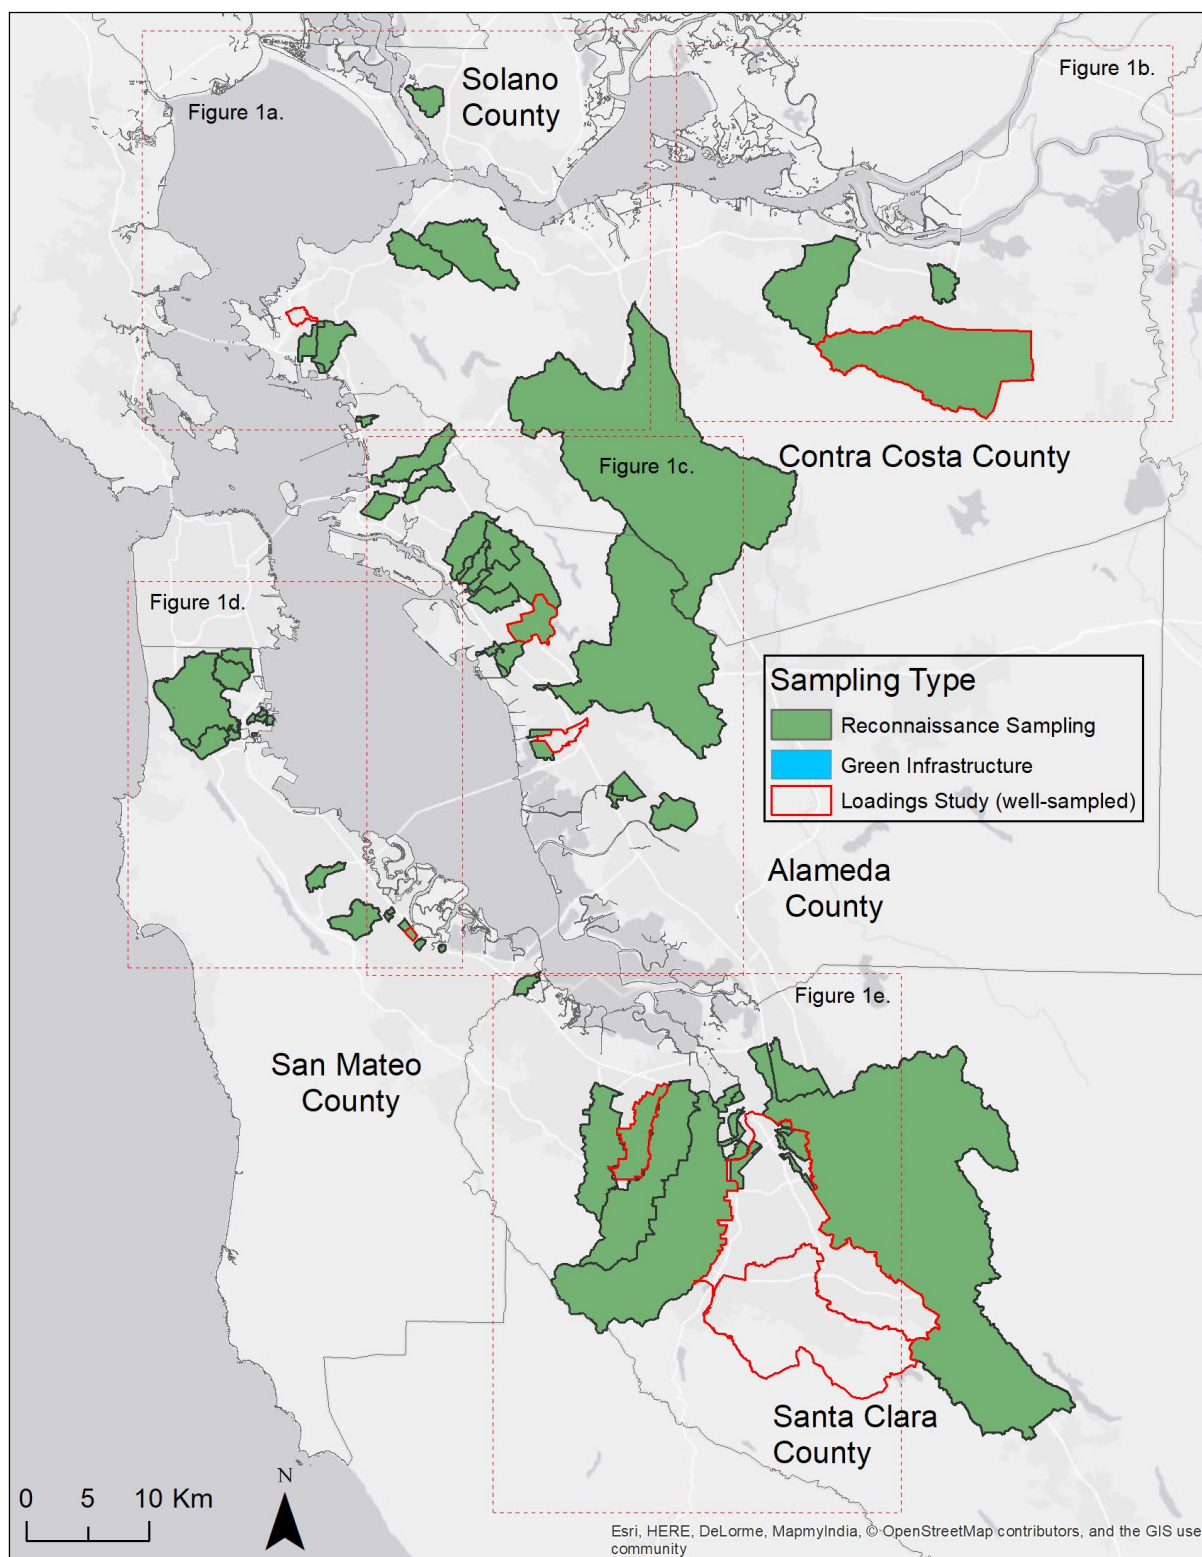 Solano
County
Figure 1a.
Figure 1b.
Figure 1c.
Contra Costa County
Figure 1d.
Sampling Type
Reconnaissance Sampling
Green Infrastructure
Loadings Study (well-sampled)
Alameda
County
Figure 1e.
San Mateo
County
Santa Clara
County
N
0 5 10 Km
Esri, HERE, DeLorme, MapmyIndia, © OpenStreetMap contributors, and the GIS use
community